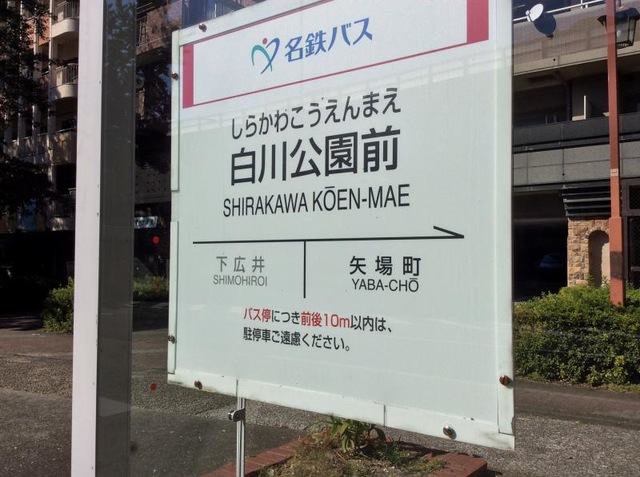 名鉄バス
しらかわこうえんまえ
白川公園前
SHIRAKAWA KŌEN-MAE
下広井
SHIMOHIROI
矢場町
YABA-CHŌ
バス停につき前後10m以内は、
駐停車ご遠慮ください。